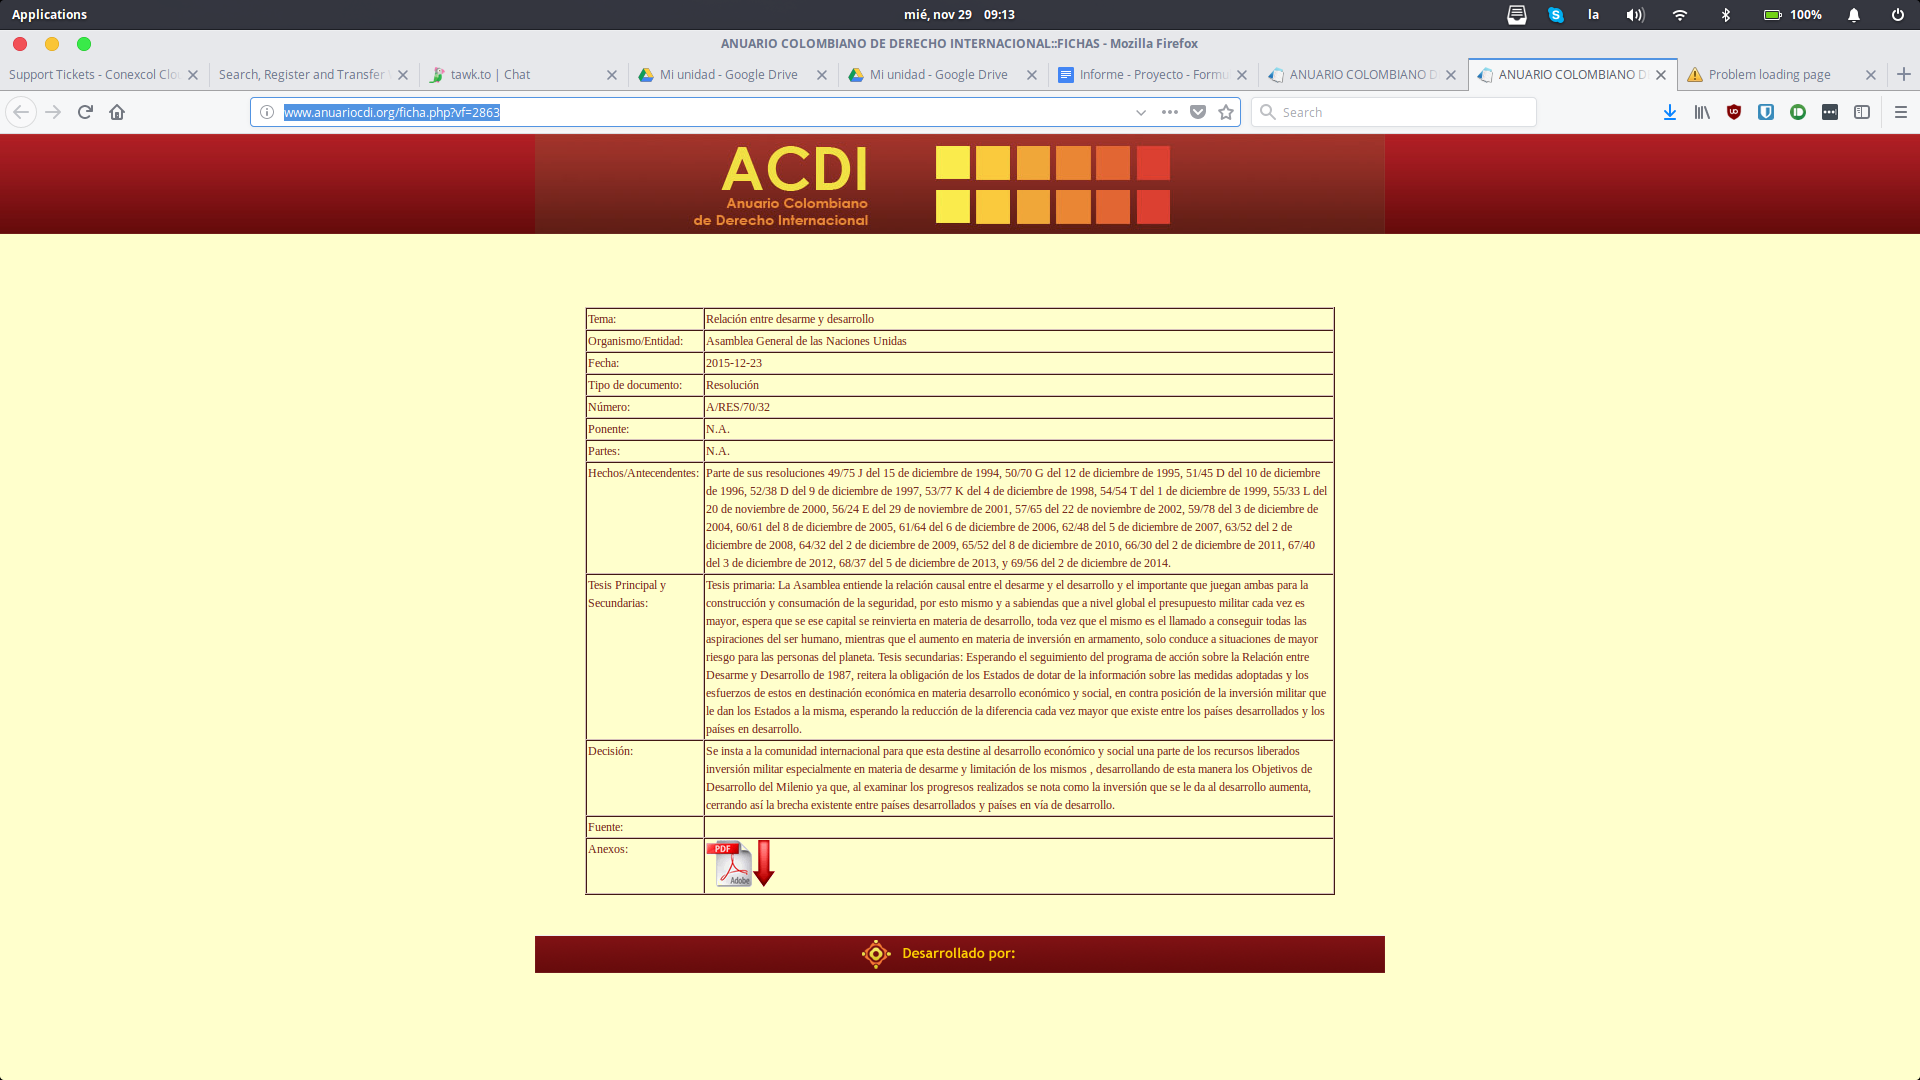 Applications
mié, nov 29 09:13
la
100%
ANUARIO COLOMBIANO DE DERECHO INTERNACIONAL::FICHAS - Mozilla Firefox
Support Tickets - Conexcol Clo
Search, Register and Transfer
tawk.to | Chat
Mi unidad - Google Drive
Mi unidad - Google Drive
Informe - Proyecto - Formu
ANUARIO COLOMBIANO D
ANUARIO COLOMBIANO D
Problem loading page
www.anuariocdi.org/ficha.php?vf=2863
Search
ACDI
Anuario Colombiano
de Derecho Internacional
Tema: Relación entre desarme y desarrollo
Organismo/Entidad: Asamblea General de las Naciones Unidas
Fecha: 2015-12-23
Tipo de documento: Resolución
Número: A/RES/70/32
Ponente: N.A.
Partes: N.A.
Hechos/Antecendentes: Parte de sus resoluciones 49/75 J del 15 de diciembre de 1994, 50/70 G del 12 de diciembre de 1995, 51/45 D del 10 de diciembre
de 1996, 52/38 D del 9 de diciembre de 1997, 53/77 K del 4 de diciembre de 1998, 54/54 T del 1 de diciembre de 1999, 55/33 L del
20 de noviembre de 2000, 56/24 E del 29 de noviembre de 2001, 57/65 del 22 de noviembre de 2002, 59/78 del 3 de diciembre de
2004, 60/61 del 8 de diciembre de 2005, 61/64 del 6 de diciembre de 2006, 62/48 del 5 de diciembre de 2007, 63/52 del 2 de
diciembre de 2008, 64/32 del 2 de diciembre de 2009, 65/52 del 8 de diciembre de 2010, 66/30 del 2 de diciembre de 2011, 67/40
del 3 de diciembre de 2012, 68/37 del 5 de diciembre de 2013, y 69/56 del 2 de diciembre de 2014.
Tesis Principal y
Secundarias:
Tesis primaria: La Asamblea entiende la relación causal entre el desarme y el desarrollo y el importante que juegan ambas para la
construcción y consumación de la seguridad, por esto mismo y a sabiendas que a nivel global el presupuesto militar cada vez es
mayor, espera que se ese capital se reinvierta en materia de desarrollo, toda vez que el mismo es el llamado a conseguir todas las
aspiraciones del ser humano, mientras que el aumento en materia de inversión en armamento, solo conduce a situaciones de mayor
riesgo para las personas del planeta. Tesis secundarias: Esperando el seguimiento del programa de acción sobre la Relación entre
Desarme y Desarrollo de 1987, reitera la obligación de los Estados de dotar de la información sobre las medidas adoptadas y los
esfuerzos de estos en destinación económica en materia desarrollo económico y social, en contra posición de la inversión militar que
le dan los Estados a la misma, esperando la reducción de la diferencia cada vez mayor que existe entre los países desarrollados y los
países en desarrollo.
Decisión: Se insta a la comunidad internacional para que esta destine al desarrollo económico y social una parte de los recursos liberados
inversión militar especialmente en materia de desarme y limitación de los mismos , desarrollando de esta manera los Objetivos de
Desarrollo del Milenio ya que, al examinar los progresos realizados se nota como la inversión que se le da al desarrollo aumenta,
cerrando así la brecha existente entre países desarrollados y países en vía de desarrollo.
Fuente:
Anexos:
PDF
Adobe
Desarrollado por: